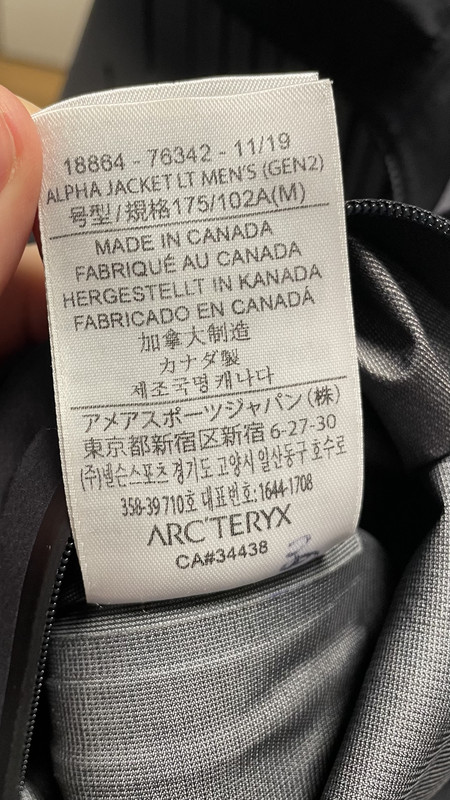 18864 - 76342 - 11/19
ALPHA JACKET LT MEN'S (GEN2)
号型/規格175/102A(M)
MADE IN CANADA
FABRIQUÉ AU CANADA
HERGESTELLT IN KANADA
FABRICADO EN CANADÁ
加拿大制造
カナダ製
제조국명 캐나다
アメアスポーツジャパン(株)
東京都新宿区新宿 6-27-30
(주)넬슨스포츠 경기도 고양시 일산동구 호수로
358-39 710호 대표번호: 1644-1708
ARC'TERYX
CA#34438